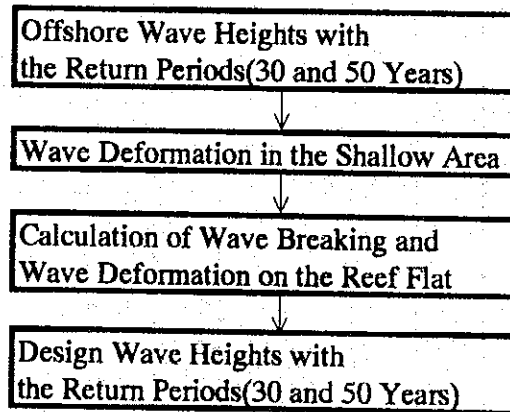 Offshore Wave Heights with
the Return Periods(30 and 50 Years)
Wave Deformation in the Shallow Area
Calculation of Wave Breaking and
Wave Deformation on the Reef Flat
Design Wave Heights with
the Return Periods(30 and 50 Years)